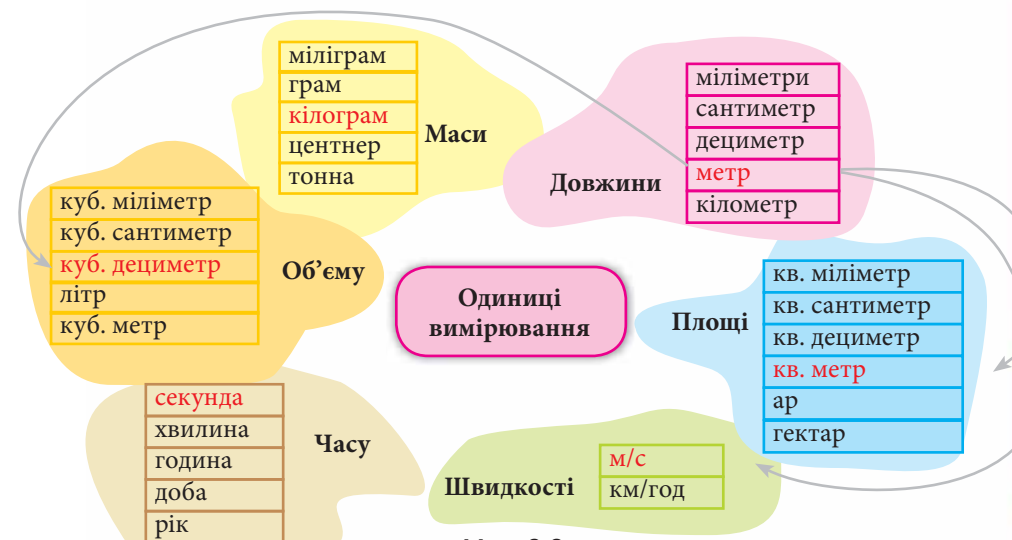 міліграм
грам
кілограм
центнер
тонна
Маси
міліметри
сантиметр
дециметр
метр
кілометр
Довжини
куб. міліметр
куб. сантиметр
куб. дециметр
літр
куб. метр
Об’єму
Одиниці
вимірювання
Площі
кв. міліметр
кв. сантиметр
кв. дециметр
кв. метр
ар
гектар
секунда
хвилина
година
доба
рік
Часу
Швидкості
м/с
км/год